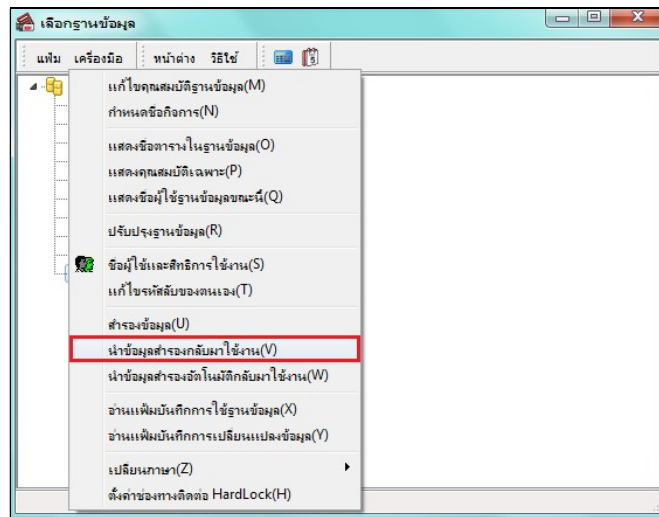 เลือกฐานข้อมูล
แฟ้ม เครื่องมือ หน้าต่าง วิธีใช้
แก้ไขคุณสมบัติฐานข้อมูล(M)
กำหนดชื่อกิจการ(N)
แสดงชื่อตารางในฐานข้อมูล(O)
แสดงคุณสมบัติเฉพาะ(P)
แสดงชื่อผู้ใช้ฐานข้อมูลขณะนี้(Q)
ปรับปรุงฐานข้อมูล(R)
ชื่อผู้ใช้และสิทธิการใช้งาน(S)
แก้ไขรหัสลับของตนเอง(T)
สำรองข้อมูล(U)
นำข้อมูลสำรองกลับมาใช้งาน(V)
นำข้อมูลสำรองอัตโนมัติกลับมาใช้งาน(W)
อ่านแฟ้มบันทึกการใช้ฐานข้อมูล(X)
อ่านแฟ้มบันทึกการเปลี่ยนแปลงข้อมูล(Y)
เปลี่ยนภาษา(Z)
ตั้งค่าช่องทางติดต่อ HardLock(H)